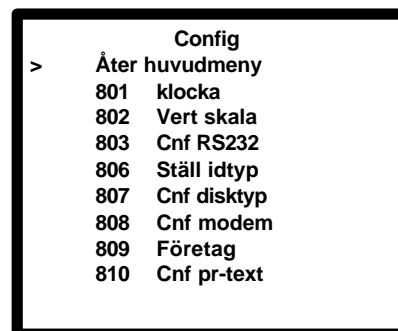 Config
> Åter huvudmeny
801 klocka
802 Vert skala
803 Cnf RS232
806 Ställ idtyp
807 Cnf disktyp
808 Cnf modem
809 Företag
810 Cnf pr-text